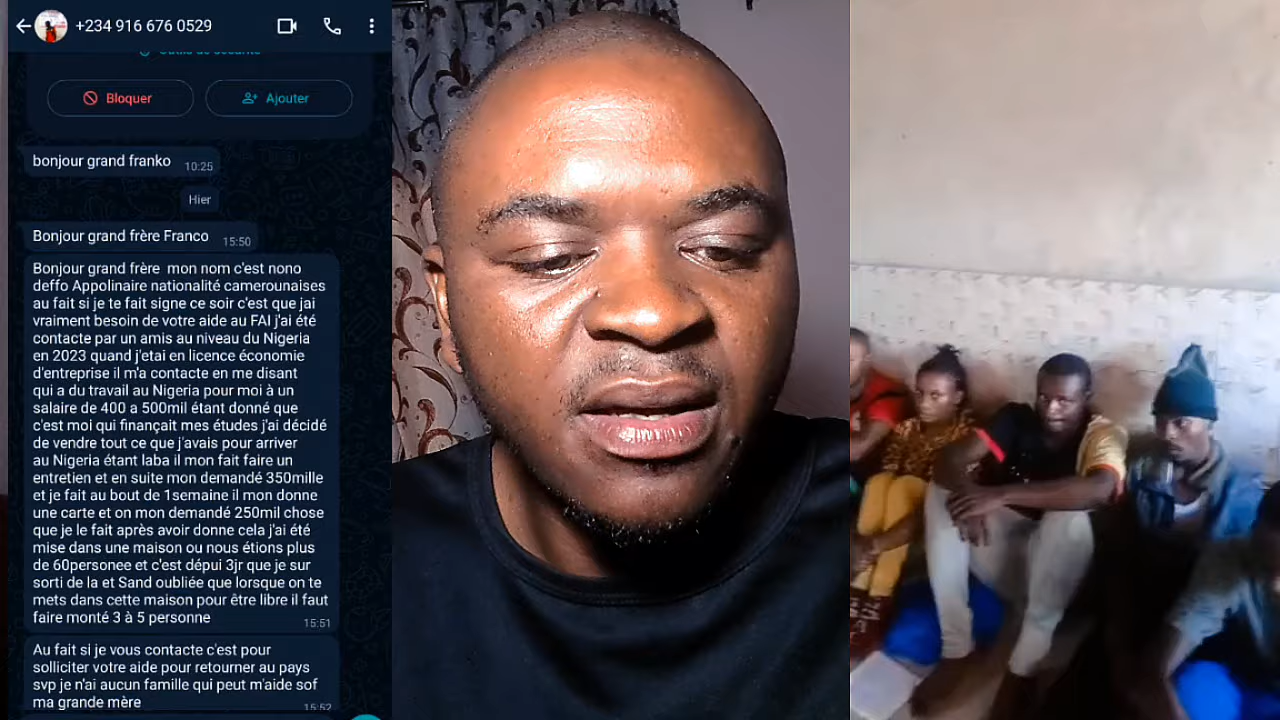 +234 916 676 0529
Outils de sécurité
Bloquer
Ajouter
bonjour grand franko 10:25
Hier
Bonjour grand frère Franco 15:50
Bonjour grand frère mon nom c'est nono
deffo Appolinaire nationalité camerounaises
au fait si je te fait signe ce soir c'est que jai
vraiment besoin de votre aide au FAI j'ai été
contacte par un amis au niveau du Nigeria
en 2023 quand j'etai en licence économie
d'entreprise il m'a contacte en me disant
qui a du travail au Nigeria pour moi à un
salaire de 400 a 500mil étant donné que
c'est moi qui finançait mes études j'ai décidé
de vendre tout ce que j'avais pour arriver
au Nigeria étant laba il mon fait faire un
entretien et en suite mon demandé 350mille
et je fait au bout de 1semaine il mon donne
une carte et on mon demandé 250mil chose
que je le fait après avoir donne cela j'ai été
mise dans une maison ou nous étions plus
de 60personee et c'est dépui 3jr que je sur
sorti de la et Sand oubliée que lorsque on te
mets dans cette maison pour être libre il faut
faire monté 3 à 5 personne 15:51
Au fait si je vous contacte c'est pour
solliciter votre aide pour retourner au pays
svp je n'ai aucun famille qui peut m'aide sof
ma grande mère 15:52